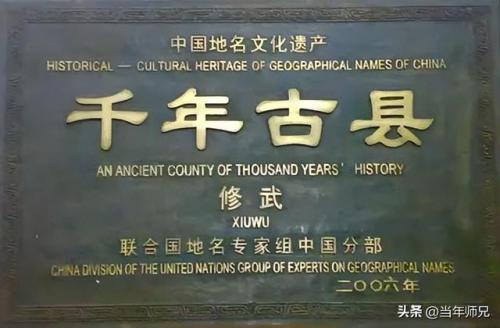 中国地名文化遗产
HISTORICAL — CULTURAL HERITAGE OF GEOGRAPHICAL NAMES OF CHINA
千年古县
AN ANCIENT COUNTY OF THOUSAND YEARS' HISTORY
修武
XIUWU
联合国地名专家组中国分部
CHINA DIVISION OF THE UNITED NATIONS GROUP OF EXPERTS ON GEOGRAPHICAL NAMES
二〇〇六年
头条 @当年师兄